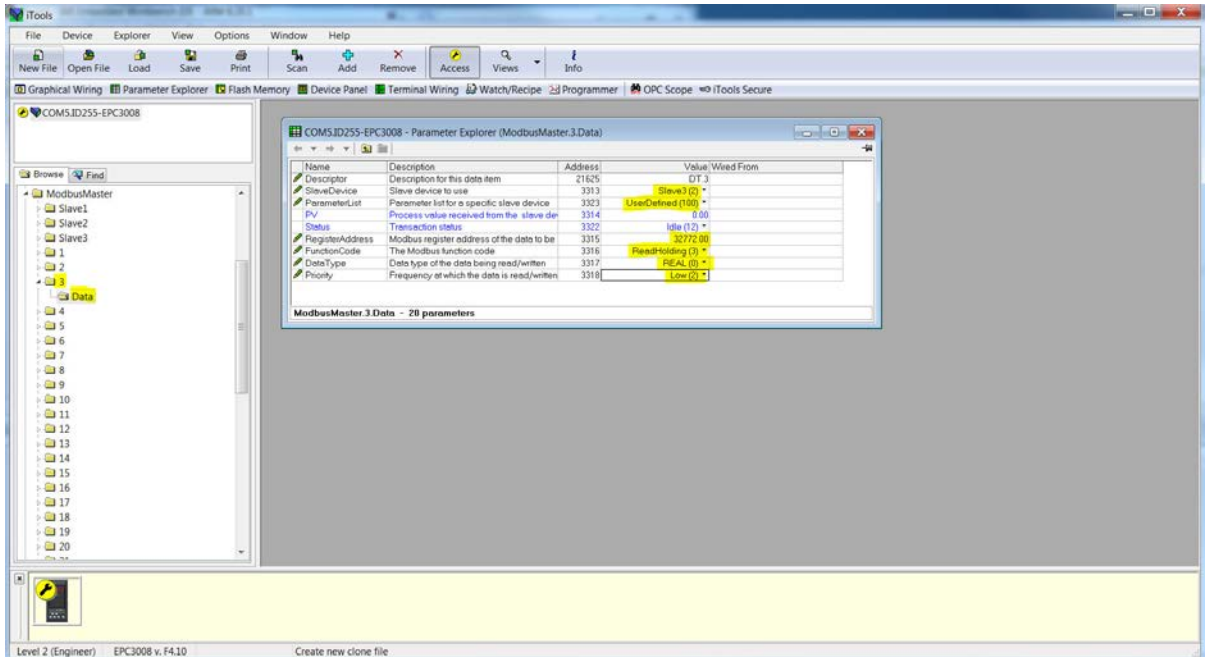 iTools
File Device Explorer View Options Window Help
New File Open File Load Save Print Scan Add Remove Access Views Info
Graphical Wiring Parameter Explorer Flash Memory Device Panel Terminal Wiring Watch/Recipe Programmer OPC Scope iTools Secure
COM5.ID255-EPC3008
Browse Find
ModbusMaster
Slave1
Slave2
Slave3
1
2
3
Data
4
5
6
7
8
9
10
11
12
13
14
15
16
17
18
19
20
COM5.ID255-EPC3008 - Parameter Explorer (ModbusMaster.3.Data)
Name Description Address Value Wired From
Descriptor Description for this data item 21625 DT.3
SlaveDevice Slave device to use 3313 Slave3 (2)
ParameterList Parameter list for a specific slave device 3323 UserDefined (100)
PV Process value received from the slave dev 3314 0.00
Status Transaction status 3322 Idle (12)
RegisterAddress Modbus register address of the data to be 3315 32772.00
FunctionCode The Modbus function code 3316 ReadHolding (3)
DataType Data type of the data being read/written 3317 REAL (0)
Priority Frequency at which the data is read/written 3318 Low (2)
ModbusMaster.3.Data - 20 parameters
Level 2 (Engineer) EPC3008 v. F4.10 Create new clone file